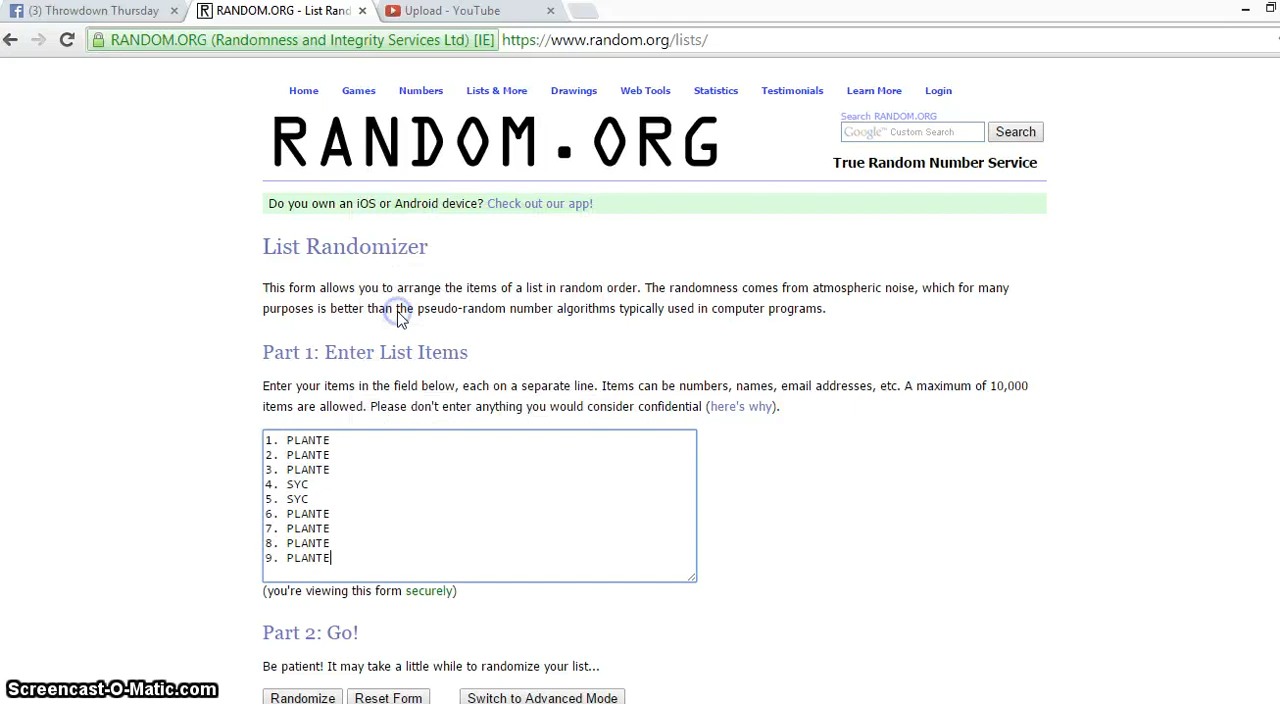 (3) Throwdown Thursday
RANDOM.ORG - List Rand
Upload - YouTube
RANDOM.ORG (Randomness and Integrity Services Ltd) [IE] https://www.random.org/lists/
Home Games Numbers Lists & More Drawings Web Tools Statistics Testimonials Learn More Login
RANDOM.ORG
Search RANDOM.ORG
Google™ Custom Search Search
True Random Number Service
Do you own an iOS or Android device? Check out our app!
List Randomizer
This form allows you to arrange the items of a list in random order. The randomness comes from atmospheric noise, which for many
purposes is better than the pseudo-random number algorithms typically used in computer programs.
Part 1: Enter List Items
Enter your items in the field below, each on a separate line. Items can be numbers, names, email addresses, etc. A maximum of 10,000
items are allowed. Please don't enter anything you would consider confidential (here's why).
1. PLANTE
2. PLANTE
3. PLANTE
4. SYC
5. SYC
6. PLANTE
7. PLANTE
8. PLANTE
9. PLANTE
(you're viewing this form securely)
Part 2: Go!
Be patient! It may take a little while to randomize your list...
Randomize Reset Form Switch to Advanced Mode
Screencast-O-Matic.com